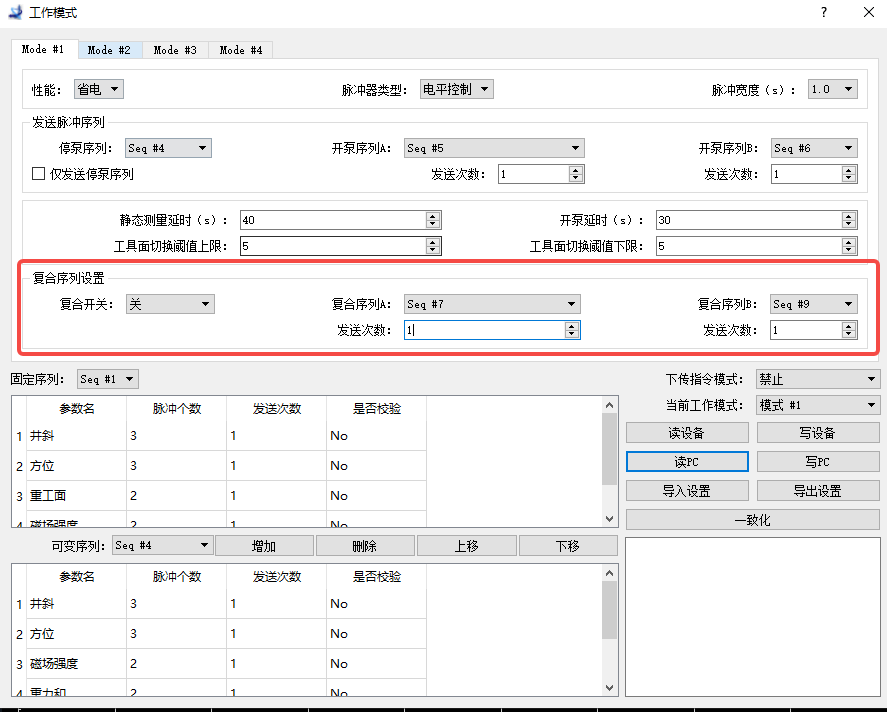 工作模式 ?
Mode #1 Mode #2 Mode #3 Mode #4
性能: 省电 脉冲器类型: 电平控制 脉冲宽度（s）: 1.0
发送脉冲序列
停泵序列: Seq #4 开泵序列A: Seq #5 开泵序列B: Seq #6
仅发送停泵序列 发送次数: 1 发送次数: 1
静态测量延时（s）: 40 开泵延时（s）: 30
工具面切换阈值上限: 5 工具面切换阈值下限: 5
复合序列设置
复合开关: 关 复合序列A: Seq #7 复合序列B: Seq #9
发送次数: 1 发送次数: 1
固定序列: Seq #1 下传指令模式: 禁止
当前工作模式: 模式 #1
参数名 脉冲个数 发送次数 是否校验
1 井斜 3 1 No
2 方位 3 1 No
3 重工面 2 1 No
4 磁场强度 2 1 No
读设备 写设备
读PC 写PC
导入设置 导出设置
一致化
可变序列: Seq #4 增加 删除 上移 下移
参数名 脉冲个数 发送次数 是否校验
1 井斜 3 1 No
2 方位 3 1 No
3 磁场强度 2 1 No
4 重力和 2 1 No